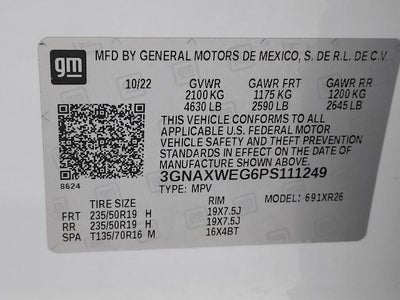 gm
MFD BY GENERAL MOTORS DE MEXICO, S. DE R.L. DE C.V.
10/22 GVWR GAWR FRT GAWR RR
2100 KG 1175 KG 1200 KG
4630 LB 2590 LB 2645 LB
THIS VEHICLE CONFORMS TO ALL
APPLICABLE U.S. FEDERAL MOTOR
VEHICLE SAFETY AND THEFT PREVENTION
STANDARDS IN EFFECT ON THE DATE OF
MANUFACTURE SHOWN ABOVE.
3GNAXWEG6PS111249
8624
TYPE: MPV
MODEL: 691XR26
TIRE SIZE RIM
FRT 235/50R19 H 19X7.5J
RR 235/50R19 H 19X7.5J
SPA T135/70R16 M 16X4BT